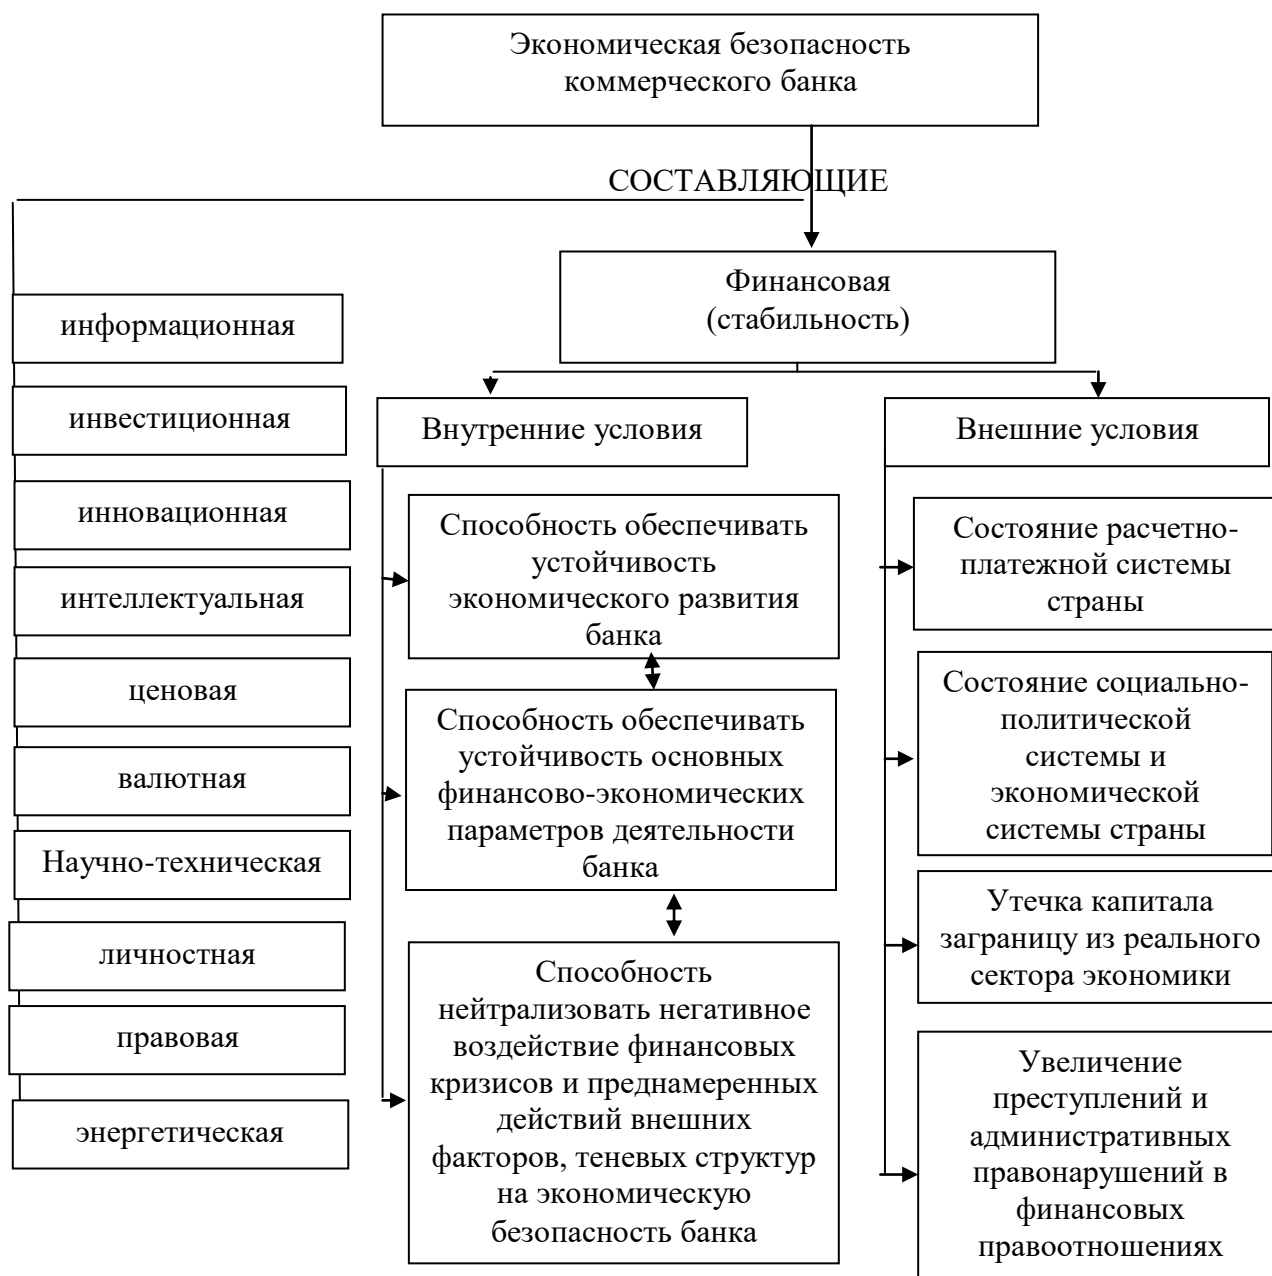 Экономическая безопасность
коммерческого банка
СОСТАВЛЯЮЩИЕ
Финансовая
(стабильность)
информационная
инвестиционная
инновационная
интеллектуальная
ценовая
валютная
Научно-техническая
личностная
правовая
энергетическая
Внутренние условия
Способность обеспечивать
устойчивость
экономического развития
банка
Способность обеспечивать
устойчивость основных
финансово-экономических
параметров деятельности
банка
Способность
нейтрализовать негативное
воздействие финансовых
кризисов и преднамеренных
действий внешних
факторов, теневых структур
на экономическую
безопасность банка
Внешние условия
Состояние расчетно-
платежной системы
страны
Состояние социально-
политической
системы и
экономической
системы страны
Утечка капитала
заграницу из реального
сектора экономики
Увеличение
преступлений и
административных
правонарушений в
финансовых
правоотношениях